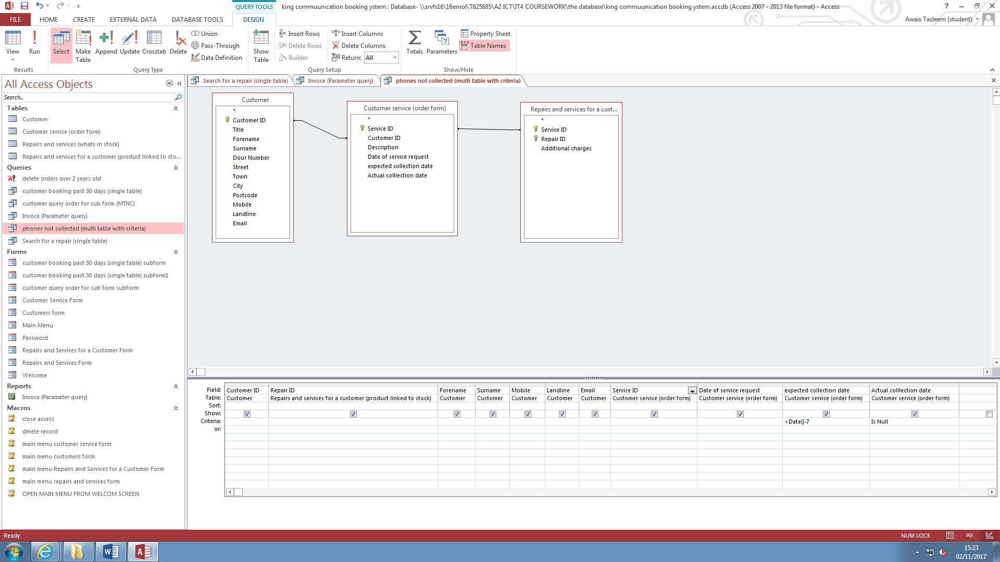 QUERY TOOLS
king commuunication booking ystem : Database- \\srvfs16\16enrol\T625885\A2 ICT\IT4 COURSEWORK\the database\king commuunication booking ystem.accdb (Access 2007 - 2013 file format) - Access
FILE HOME CREATE EXTERNAL DATA DATABASE TOOLS DESIGN
Awais Tasleem (student)
View
Run
Results
Select
Make Table
Append
Update
Crosstab
Delete
Union
Pass-Through
Data Definition
Query Type
Show Table
Insert Rows
Delete Rows
Builder
Insert Columns
Delete Columns
Return: All
Query Setup
Totals
Parameters
Property Sheet
Table Names
Show/Hide
All Access Objects
Search...
Tables
Customer
Customer service (order form)
Repairs and services (whats in stock)
Repairs and services for a customer (product linked to sto...
Queries
delete orders over 2 years old
customer booking past 30 days (single table)
customer query order for sub form (MTNC)
Invoce (Parameter query)
phones not collected (multi table with criteria)
Search for a repair (single table)
Forms
customer booking past 30 days (single table) subform
customer booking past 30 days (single table) subform1
customer query order for sub form subform
Customer Service Form
Customers form
Main Menu
Password
Repairs and Services for a Customer Form
Repairs and Services Form
Welcome
Reports
Invoce (Parameter query)
Macros
close access
delete record
main menu customer service form
main menu customers form
main menu Repairs and Services for a Customer Form
main menu repairs and services form
OPEN MAIN MENU FROM WELCOM SCREEN
Search for a repair (single table)
Invoce (Parameter query)
phones not collected (multi table with criteria)
Customer
*
Customer ID
Title
Forename
Surname
Door Number
Street
Town
City
Postcode
Mobile
Landline
Email
Customer service (order form)
*
Service ID
Customer ID
Description
Date of service request
expected collection date
Actual colllection date
Repairs and services for a cust...
*
Service ID
Repair ID
Additional charges
Field: Customer ID Repair ID Forename Surname Mobile Landline Email Service ID Date of service request expected collection date Actual colllection date
Table: Customer Repairs and services for a customer (product linked to stock) Customer Customer Customer Customer Customer Customer service (order form) Customer service (order form) Customer service (order form) Customer service (order form)
Sort:
Show:
Criteria: <Date()-7 Is Null
or:
Ready
NUM LOCK
SQL
15:23
02/11/2017